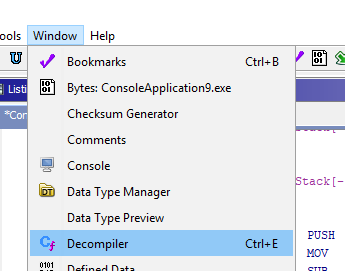 ools Window Help
U
Bookmarks Ctrl+B
Listi
Bytes: ConsoleApplication9.exe
*Cor
Checksum Generator
Comments
Stack[-
Console
Data Type Manager
Stack[-
Data Type Preview
PUSH
Decompiler Ctrl+E
MOV
Defined Data
SUB